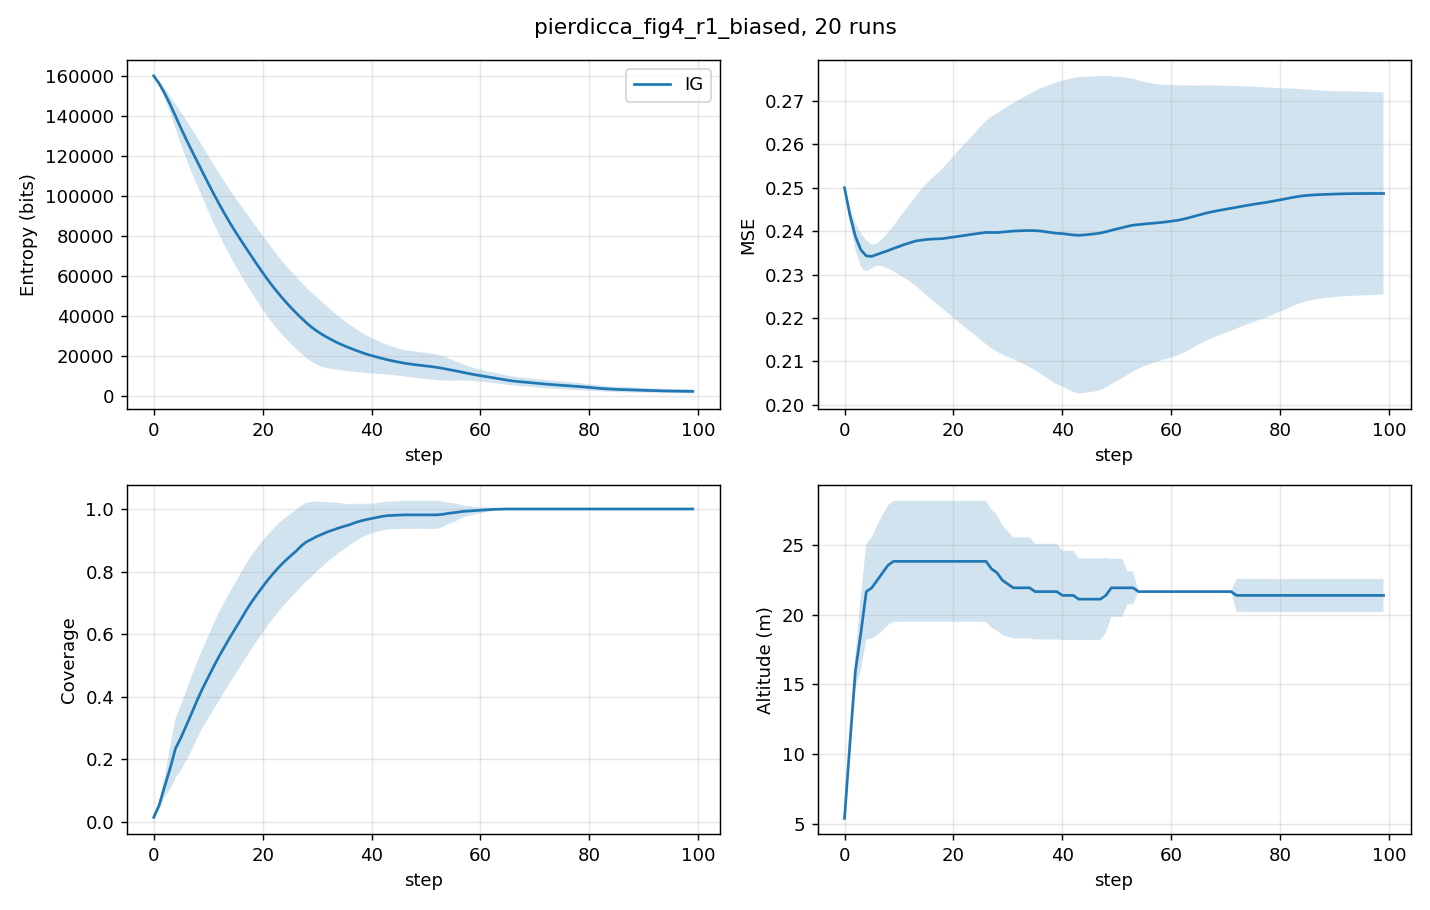 pierdicca_fig4_r1_biased, 20 runs
Entropy (bits)
160000
140000
120000
100000
80000
60000
40000
20000
0
IG
0 20 40 60 80 100
step
MSE
0.27
0.26
0.25
0.24
0.23
0.22
0.21
0.20
0 20 40 60 80 100
step
Coverage
1.0
0.8
0.6
0.4
0.2
0.0
0 20 40 60 80 100
step
Altitude (m)
25
20
15
10
5
0 20 40 60 80 100
step